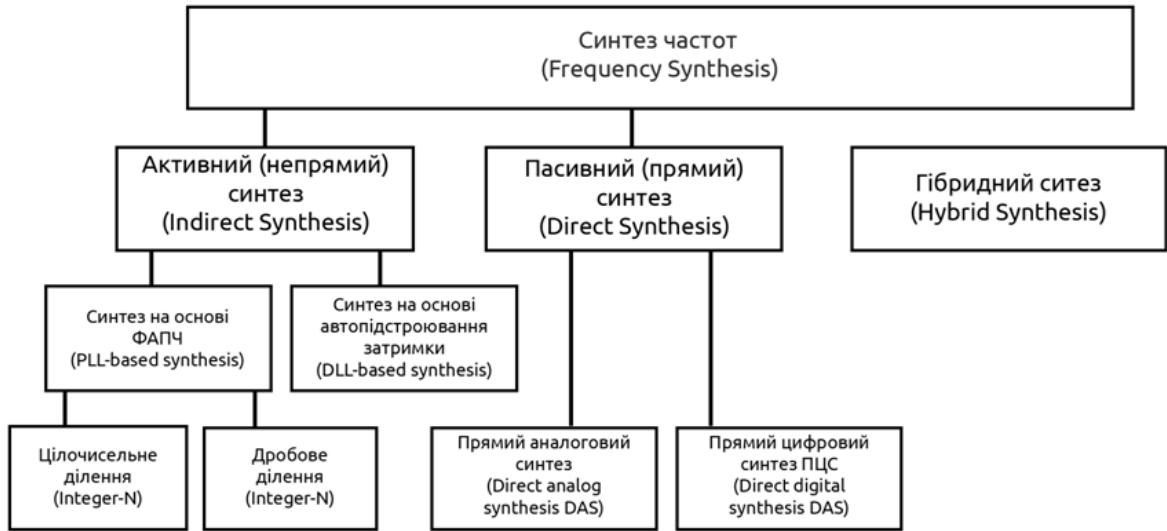 Синтез частот
(Frequency Synthesis)
Активний (непрямий)
синтез
(Indirect Synthesis)
Пасивний (прямий)
синтез
(Direct Synthesis)
Гібридний ситез
(Hybrid Synthesis)
Синтез на основі
ФАПЧ
(PLL-based synthesis)
Синтез на основі
автопідстроювання
затримки
(DLL-based synthesis)
Цілочисельне
ділення
(Integer-N)
Дробове
ділення
(Integer-N)
Прямий аналоговий
синтез
(Direct analog
synthesis DAS)
Прямий цифровий
синтез ПЦС
(Direct digital
synthesis DAS)